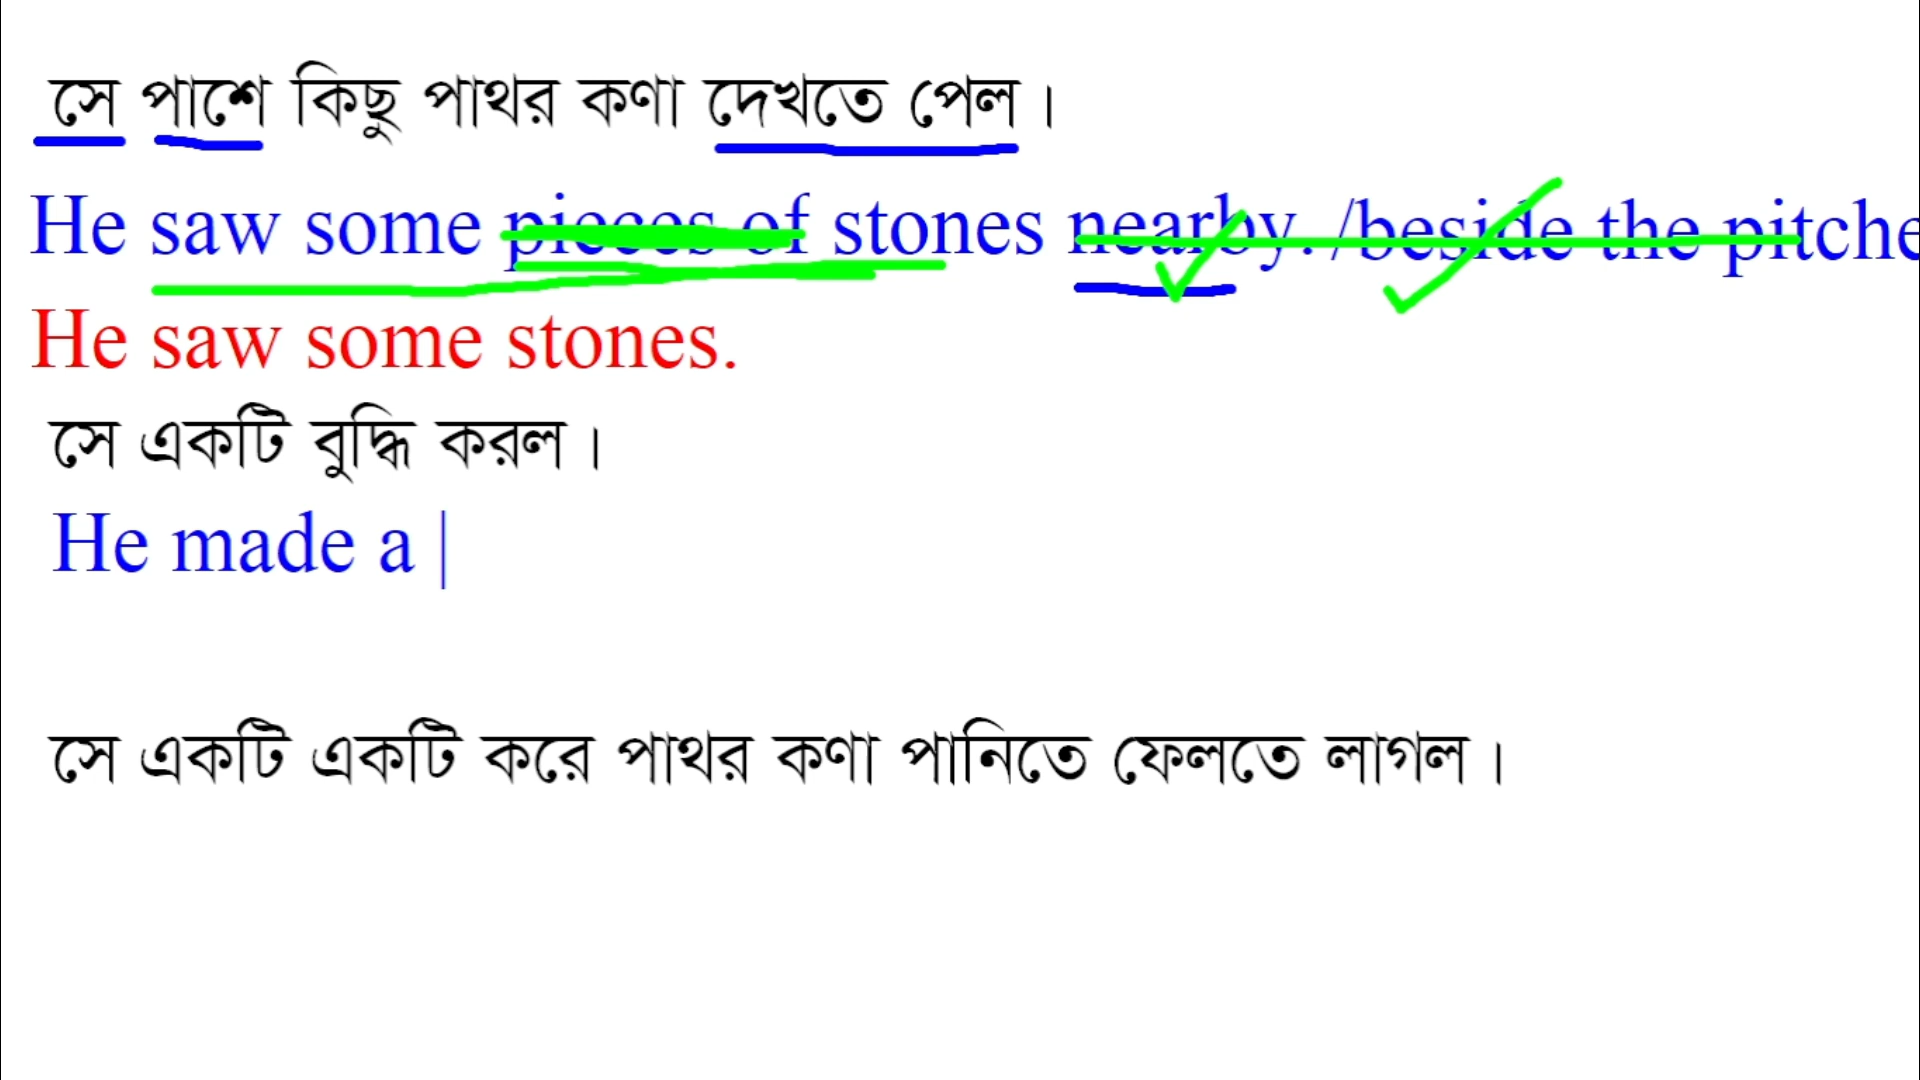 সে পাশে কিছু পাথর কণা দেখতে পেল।
He saw some pieces of stones nearby. /beside the pitche
He saw some stones.
সে একটি বুদ্ধি করল।
He made a
সে একটি একটি করে পাথর কণা পানিতে ফেলতে লাগল।